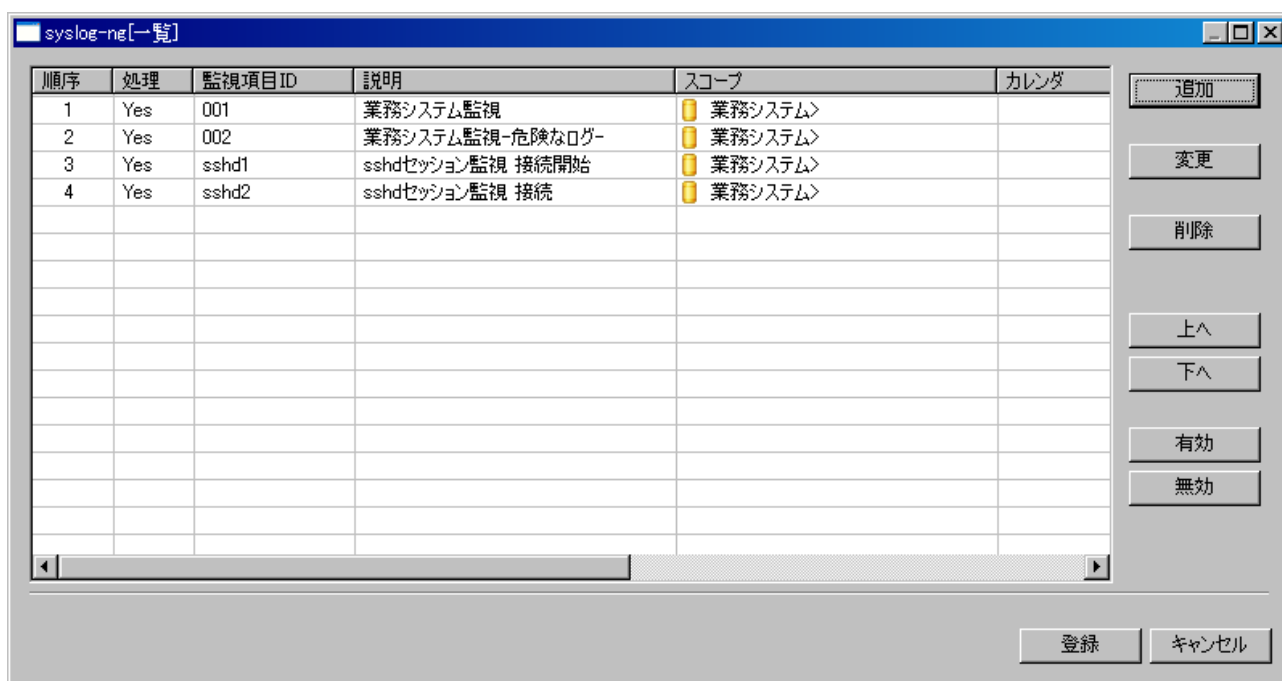 syslog-ng[一覧]
順序 処理 監視項目ID 説明 スコープ カレンダ
1 Yes 001 業務システム監視 業務システム>
2 Yes 002 業務システム監視-危険なログ- 業務システム>
3 Yes sshd1 sshdセッション監視 接続開始 業務システム>
4 Yes sshd2 sshdセッション監視 接続 業務システム>
追加
変更
削除
上へ
下へ
有効
無効
登録 キャンセル